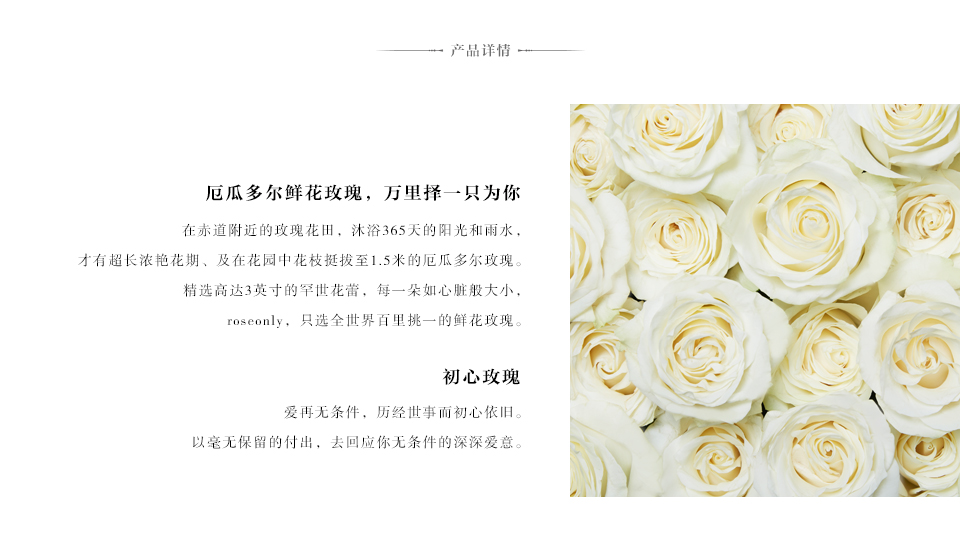 产品详情
厄瓜多尔鲜花玫瑰，万里择一只为你
在赤道附近的玫瑰花田，沐浴365天的阳光和雨水，
才有超长浓艳花期、及在花园中花枝挺拔至1.5米的厄瓜多尔玫瑰。
精选高达3英寸的罕世花蕾，每一朵如心脏般大小，
roseonly，只选全世界百里挑一的鲜花玫瑰。
初心玫瑰
爱再无条件，历经世事而初心依旧。
以毫无保留的付出，去回应你无条件的深深爱意。